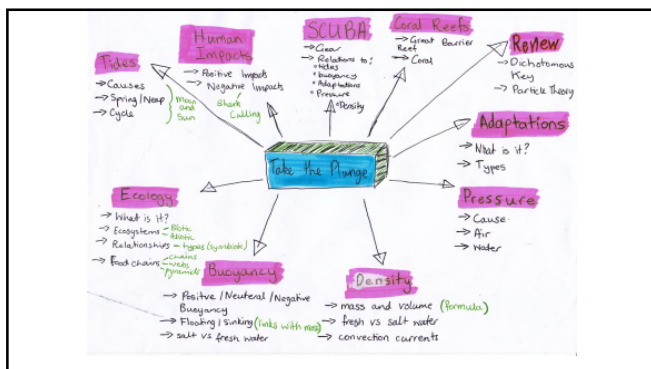 Tides
→ Causes
→ Spring/Neap
→ Cycle
Moon
and
Sun
Human
Impacts
→ Positive Impacts
→ Negative Impacts
Shark
Culling
SCUBA
→ Gear
→ Relations to:
• tides
• buoyancy
• Adaptations
• Pressure
• Density
Coral Reefs
→ Great Barrier
Reef
→ Coral
Review
→ Dichotomous
Key
→ Particle Theory
Take the Plunge
Adaptations
→ What is it?
→ Types
Pressure
→ Cause
→ Air
→ Water
Ecology
→ What is it?
→ Ecosystems - Biotic
- Abiotic
→ Relationships - types (symbiotic)
→ Food chains - chains
- webs
- pyramids
Buoyancy
→ Positve/Neuteral/Negative
Buoyancy
→ Floating/Sinking (links with mass)
→ salt vs fresh water
Density
→ mass and volume (formula)
→ fresh vs salt water
→ convection currents